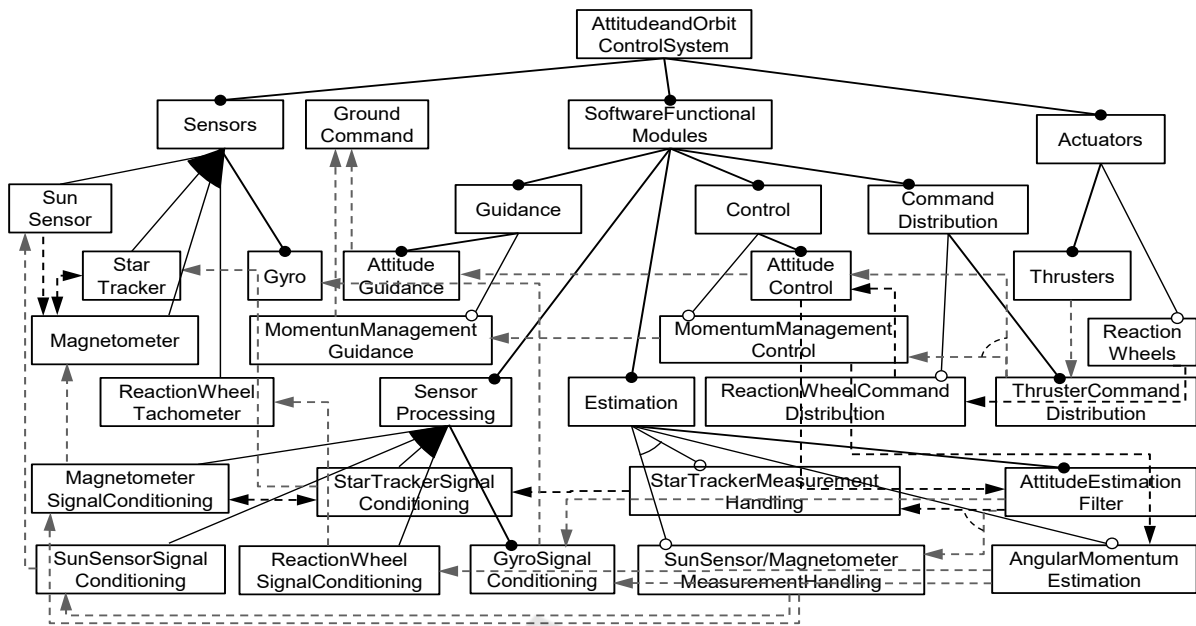 AttitudeandOrbit
ControlSystem
Sensors
Ground
Command
SoftwareFunctional
Modules
Actuators
Sun
Sensor
Guidance
Control
Command
Distribution
Star
Tracker
Gyro
Attitude
Guidance
Attitude
Control
Thrusters
Magnetometer
MomentunManagement
Guidance
MomentumManagement
Control
Reaction
Wheels
ReactionWheel
Tachometer
Sensor
Processing
Estimation
ReactionWheelCommand
Distribution
ThrusterCommand
Distribution
Magnetometer
SignalConditioning
StarTrackerSignal
Conditioning
StarTrackerMeasurement
Handling
AttitudeEstimation
Filter
SunSensorSignal
Conditioning
ReactionWheel
SignalConditioning
GyroSignal
Conditioning
SunSensor/Magnetometer
MeasurementHandling
AngularMomentum
Estimation